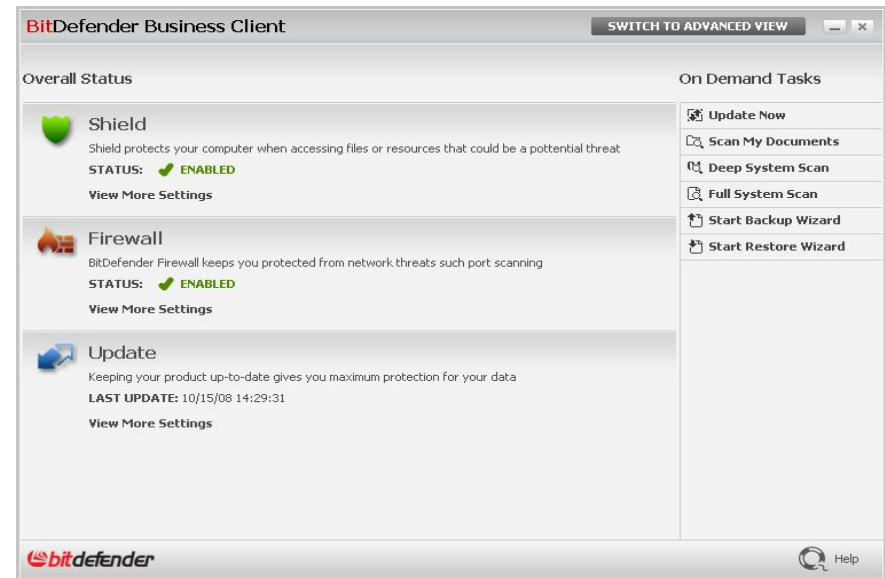 BitDefender Business Client
SWITCH TO ADVANCED VIEW
Overall Status
Shield
Shield protects your computer when accessing files or resources that could be a pottential threat
STATUS: ENABLED
View More Settings
Firewall
BitDefender Firewall keeps you protected from network threats such port scanning
STATUS: ENABLED
View More Settings
Update
Keeping your product up-to-date gives you maximum protection for your data
LAST UPDATE: 10/15/08 14:29:31
View More Settings
On Demand Tasks
Update Now
Scan My Documents
Deep System Scan
Full System Scan
Start Backup Wizard
Start Restore Wizard
bitdefender
Help